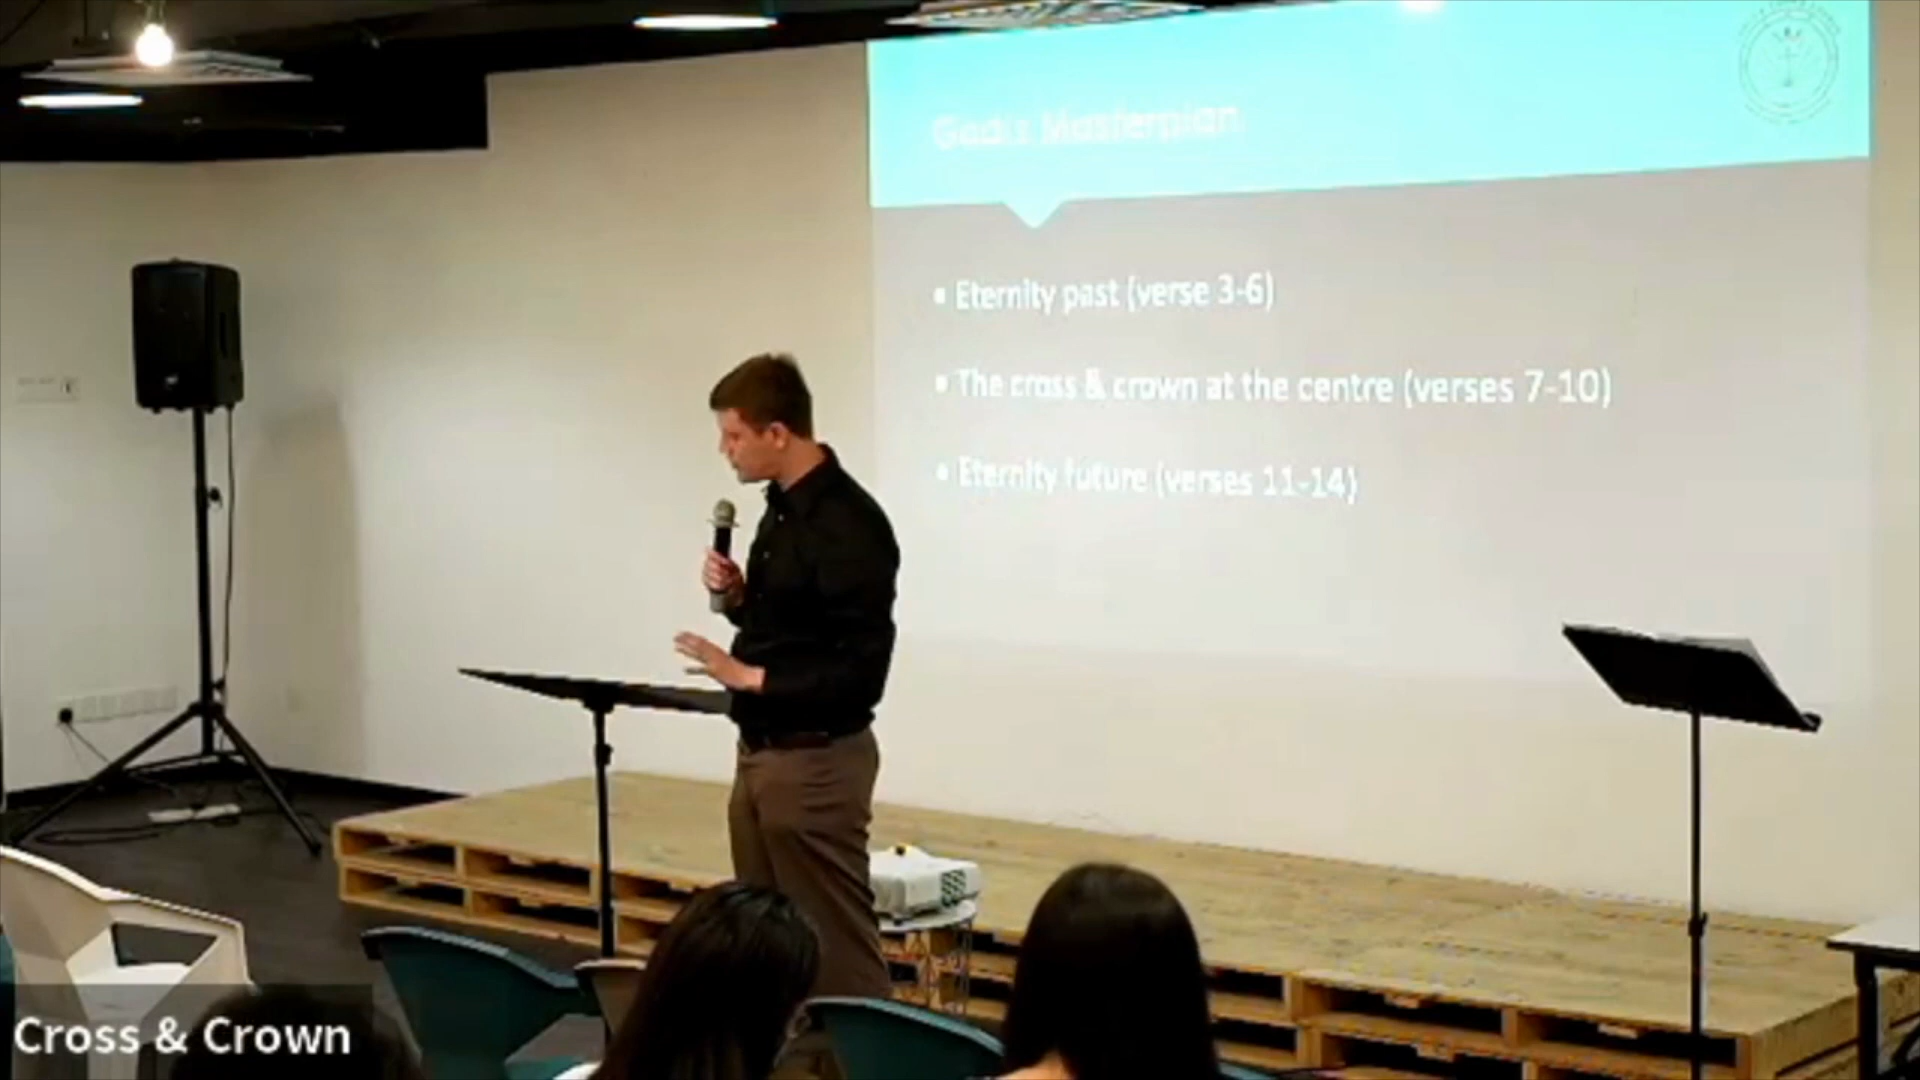 God's Masterplan
▪ Eternity past (verse 3-6)
▪ The cross & crown at the centre (verses 7-10)
▪ Eternity future (verses 11-14)
Cross & Crown